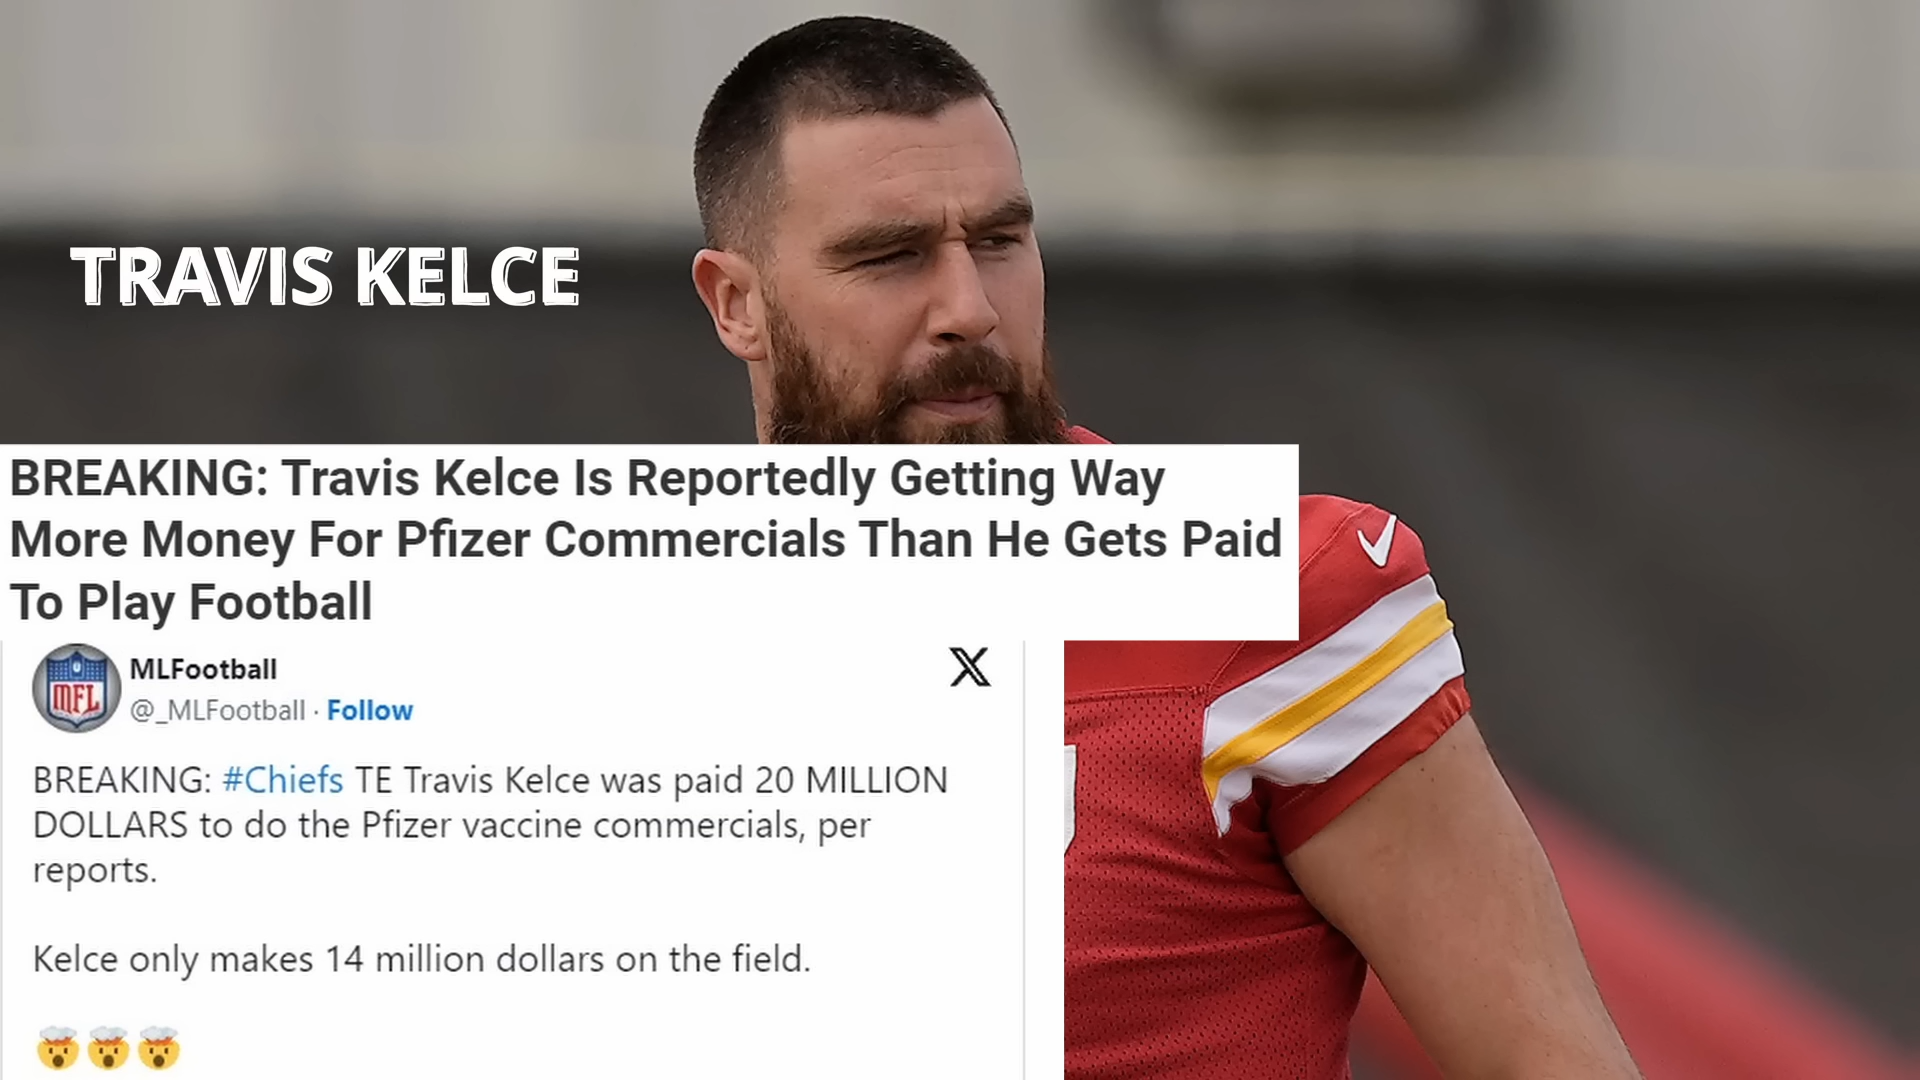 TRAVIS KELCE
BREAKING: Travis Kelce Is Reportedly Getting Way
More Money For Pfizer Commercials Than He Gets Paid
To Play Football
MFL
MLFootball
@_MLFootball · Follow
X
BREAKING: #Chiefs TE Travis Kelce was paid 20 MILLION
DOLLARS to do the Pfizer vaccine commercials, per
reports.
Kelce only makes 14 million dollars on the field.
🤯🤯🤯